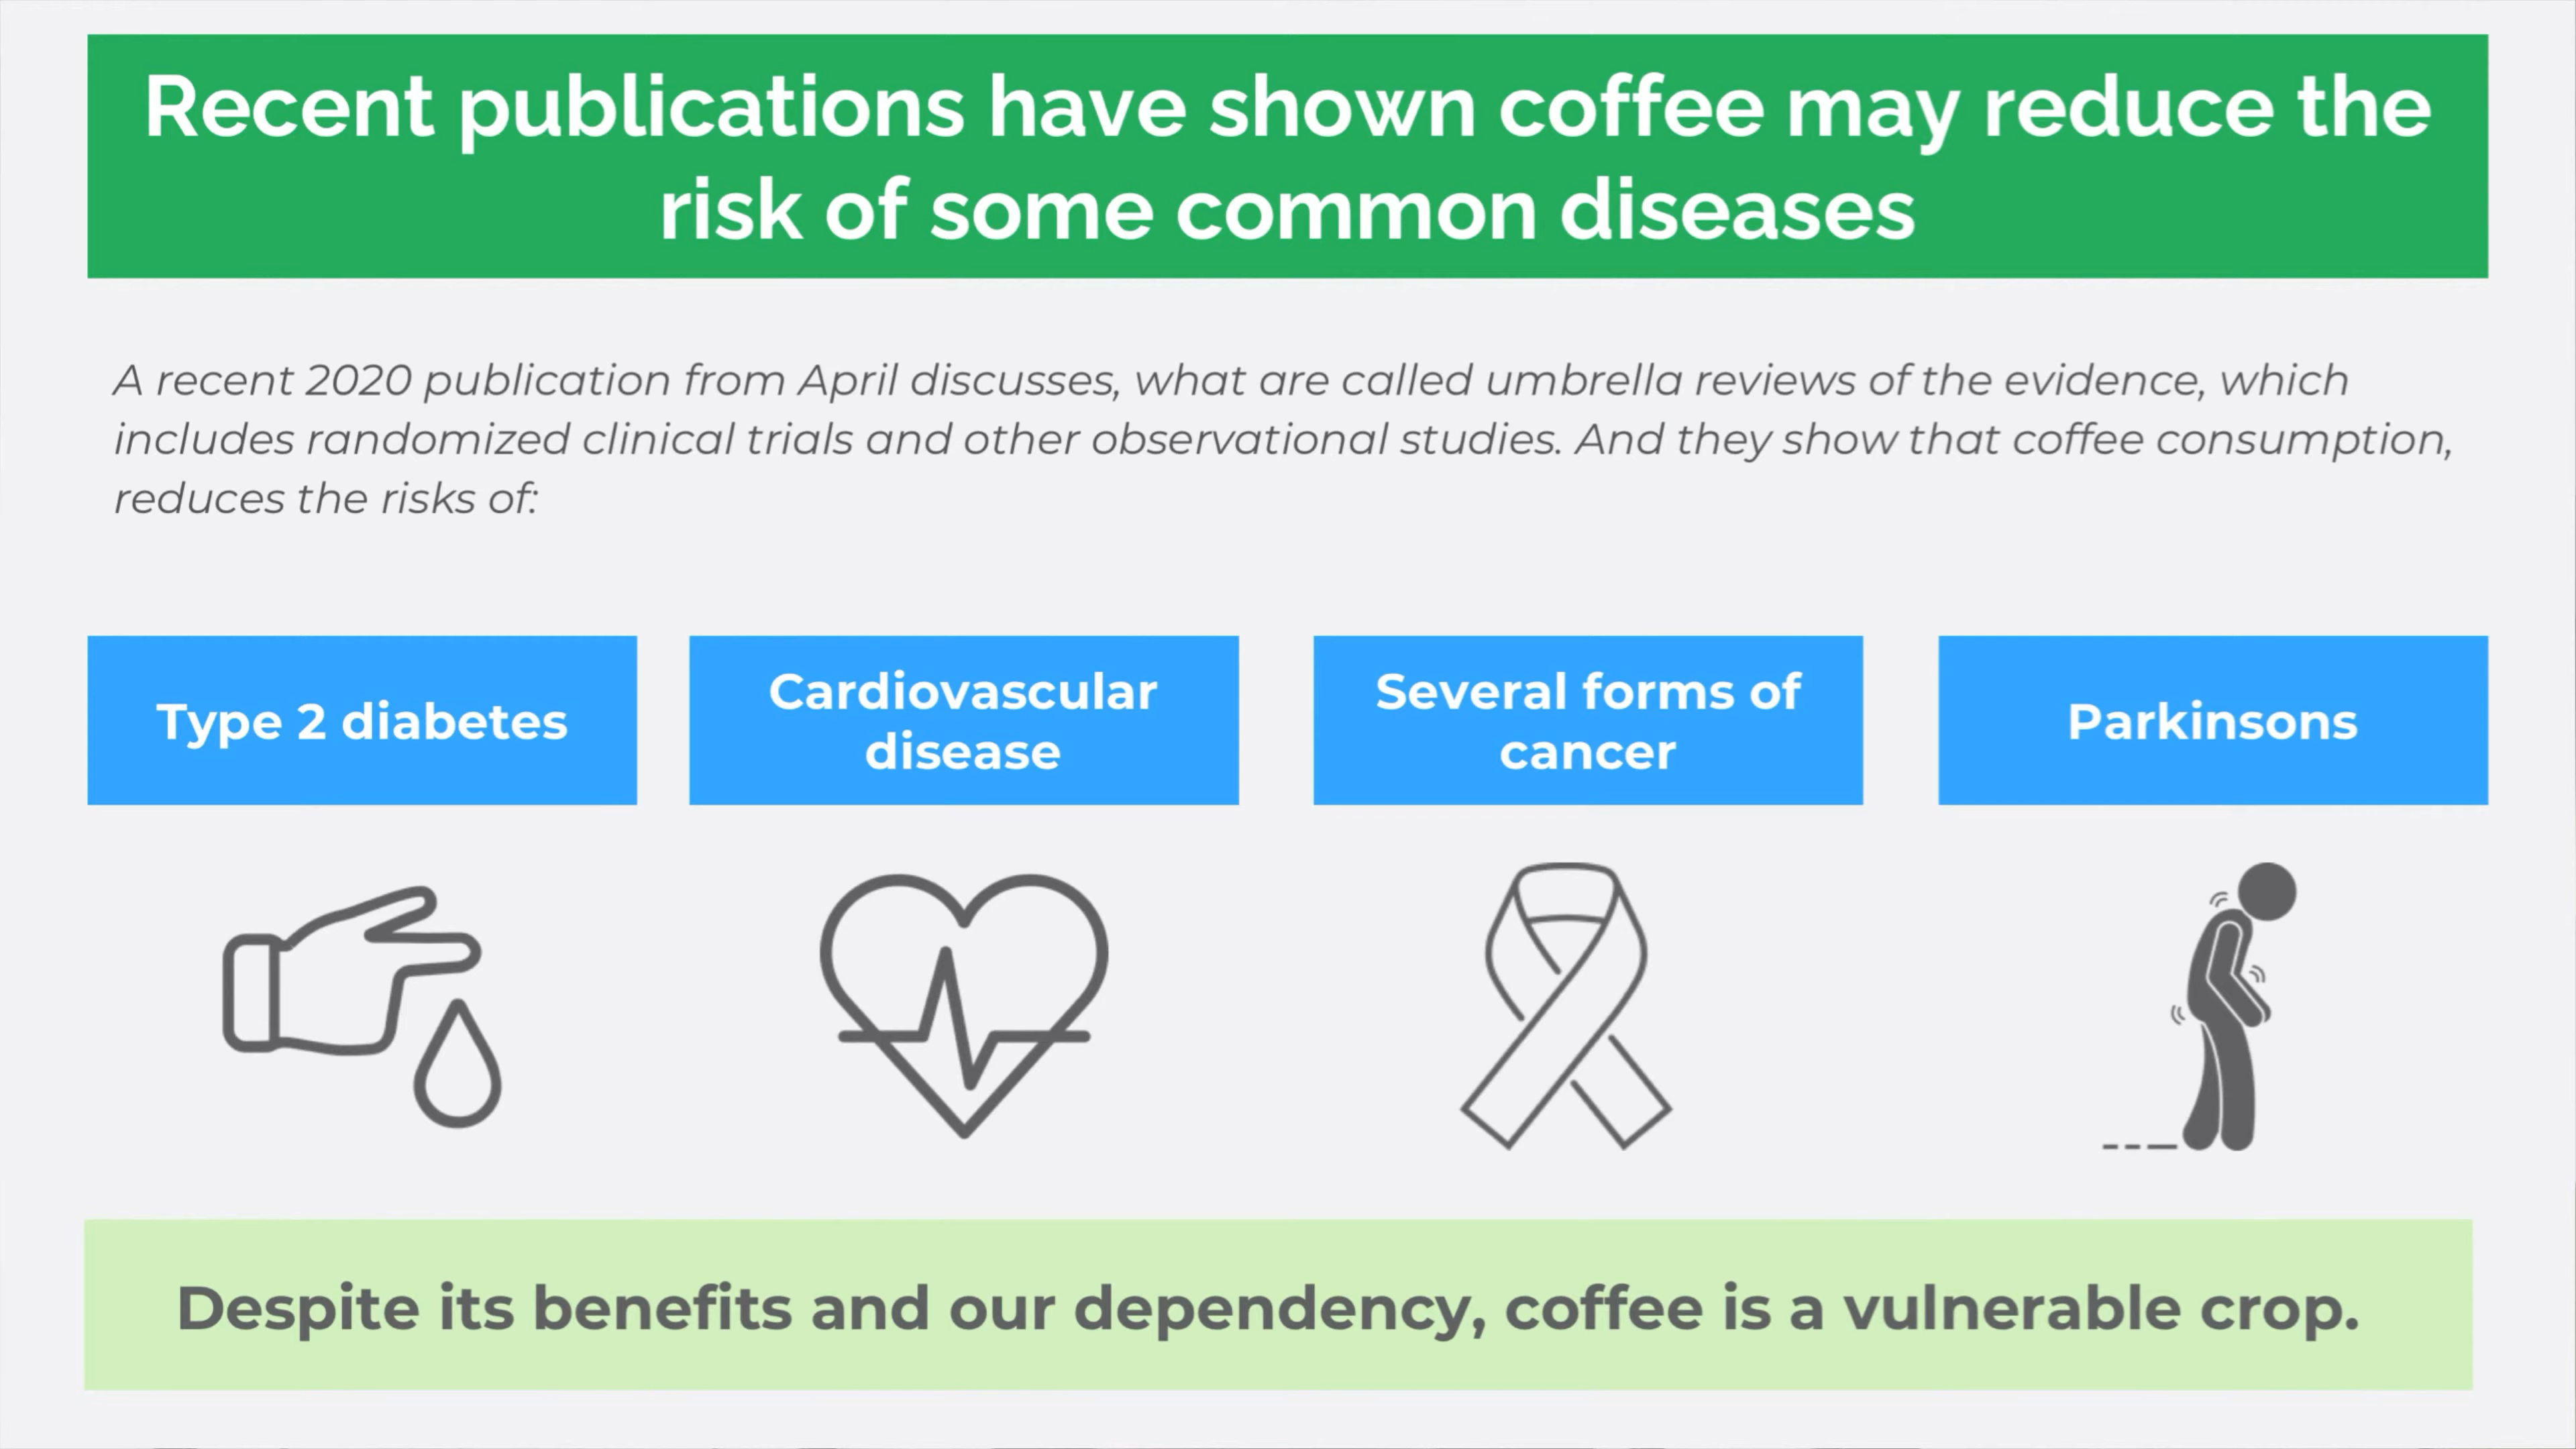 Recent publications have shown coffee may reduce the
risk of some common diseases
A recent 2020 publication from April discusses, what are called umbrella reviews of the evidence, which
includes randomized clinical trials and other observational studies. And they show that coffee consumption,
reduces the risks of:
Type 2 diabetes
Cardiovascular
disease
Several forms of
cancer
Parkinsons
Despite its benefits and our dependency, coffee is a vulnerable crop.